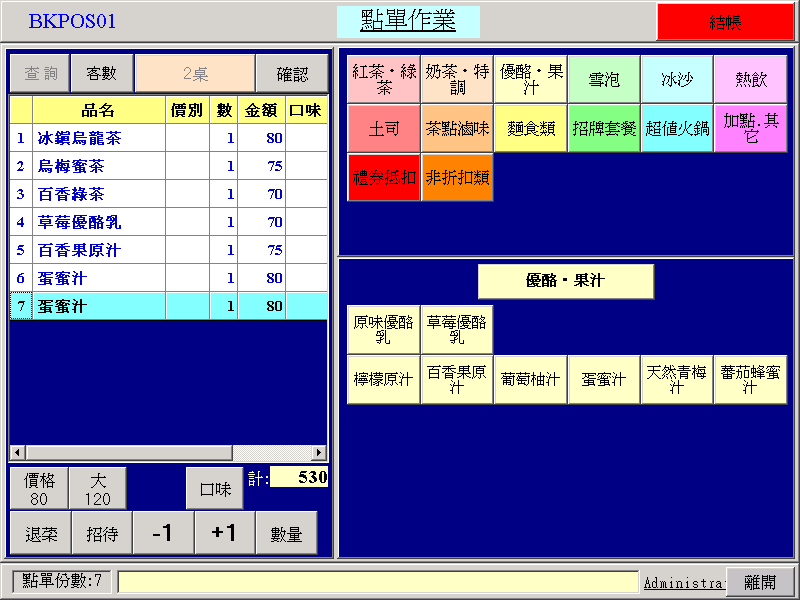 BKPOS01
點單作業
結帳
查詢
客數
2桌
確認
品名 價別 數 金額 口味
1 冰鎮烏龍茶 1 80
2 烏梅蜜茶 1 75
3 百香綠茶 1 70
4 草莓優酪乳 1 70
5 百香果原汁 1 75
6 蛋蜜汁 1 80
7 蛋蜜汁 1 80
價格
80
大
120
口味
計:
530
退菜
招待
-1
+1
數量
紅茶‧綠
茶
奶茶‧特
調
優酪‧果
汁
雪泡
冰沙
熱飲
土司
茶點滷味
麵食類
招牌套餐
超值火鍋
加點.其
它
禮券抵扣
非折扣類
優酪‧果汁
原味優酪
乳
草莓優酪
乳
檸檬原汁
百香果原
汁
葡萄柚汁
蛋蜜汁
天然青梅
汁
蕃茄蜂蜜
汁
點單份數:7
Administra
離開